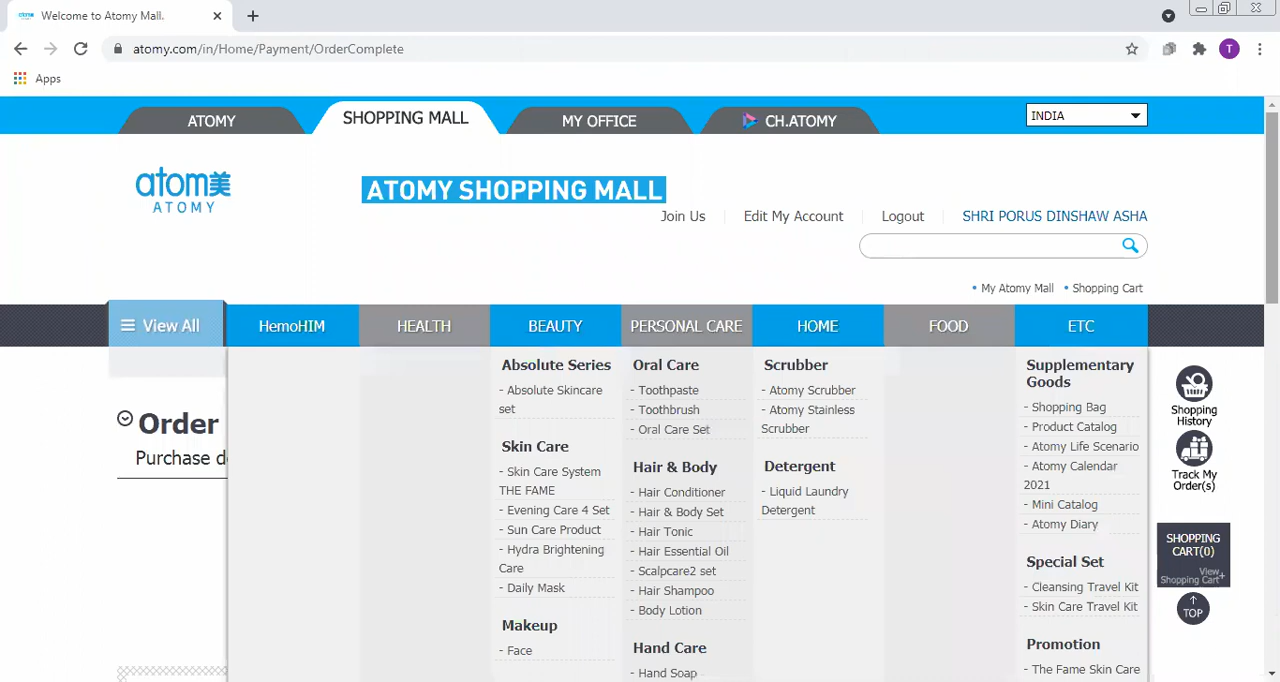 Welcome to Atomy Mall.
atomy.com/in/Home/Payment/OrderComplete
T
Apps
ATOMY
SHOPPING MALL
MY OFFICE
CH.ATOMY
INDIA
atom美
ATOMY
ATOMY SHOPPING MALL
Join Us
Edit My Account
Logout
SHRI PORUS DINSHAW ASHA
• My Atomy Mall
• Shopping Cart
View All
HemoHIM
HEALTH
BEAUTY
PERSONAL CARE
HOME
FOOD
ETC
Order
Purchase d
Absolute Series
- Absolute Skincare
set
Skin Care
- Skin Care System
THE FAME
- Evening Care 4 Set
- Sun Care Product
- Hydra Brightening
Care
- Daily Mask
Makeup
- Face
Oral Care
- Toothpaste
- Toothbrush
- Oral Care Set
Hair & Body
- Hair Conditioner
- Hair & Body Set
- Hair Tonic
- Hair Essential Oil
- Scalpcare2 set
- Hair Shampoo
- Body Lotion
Hand Care
- Hand Soap
Scrubber
- Atomy Scrubber
- Atomy Stainless
Scrubber
Detergent
- Liquid Laundry
Detergent
Supplementary
Goods
- Shopping Bag
- Product Catalog
- Atomy Life Scenario
- Atomy Calendar
2021
- Mini Catalog
- Atomy Diary
Special Set
- Cleansing Travel Kit
- Skin Care Travel Kit
Promotion
- The Fame Skin Care
Shopping
History
Track My
Order(s)
SHOPPING
CART(0)
View
Shopping Cart+
TOP